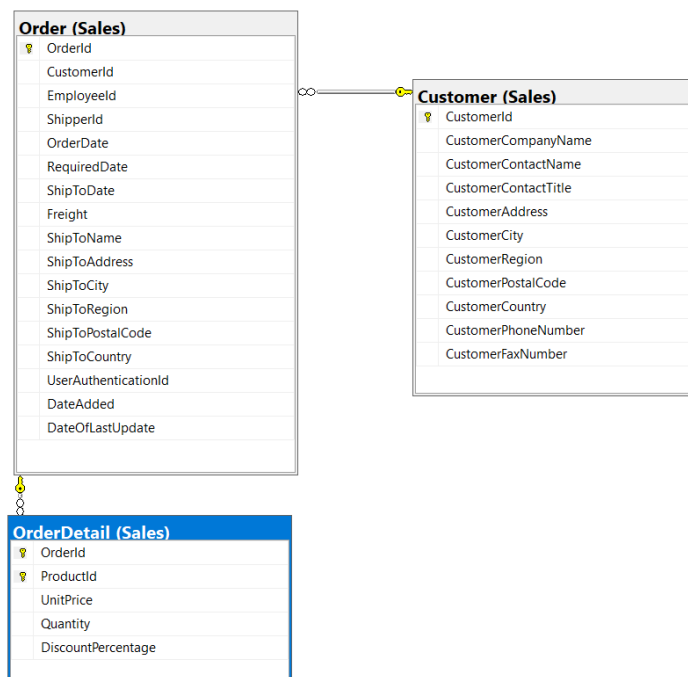 Order (Sales)
OrderId
CustomerId
EmployeeId
ShipperId
OrderDate
RequiredDate
ShipToDate
Freight
ShipToName
ShipToAddress
ShipToCity
ShipToRegion
ShipToPostalCode
ShipToCountry
UserAuthenticationId
DateAdded
DateOfLastUpdate
Customer (Sales)
CustomerId
CustomerCompanyName
CustomerContactName
CustomerContactTitle
CustomerAddress
CustomerCity
CustomerRegion
CustomerPostalCode
CustomerCountry
CustomerPhoneNumber
CustomerFaxNumber
OrderDetail (Sales)
OrderId
ProductId
UnitPrice
Quantity
DiscountPercentage